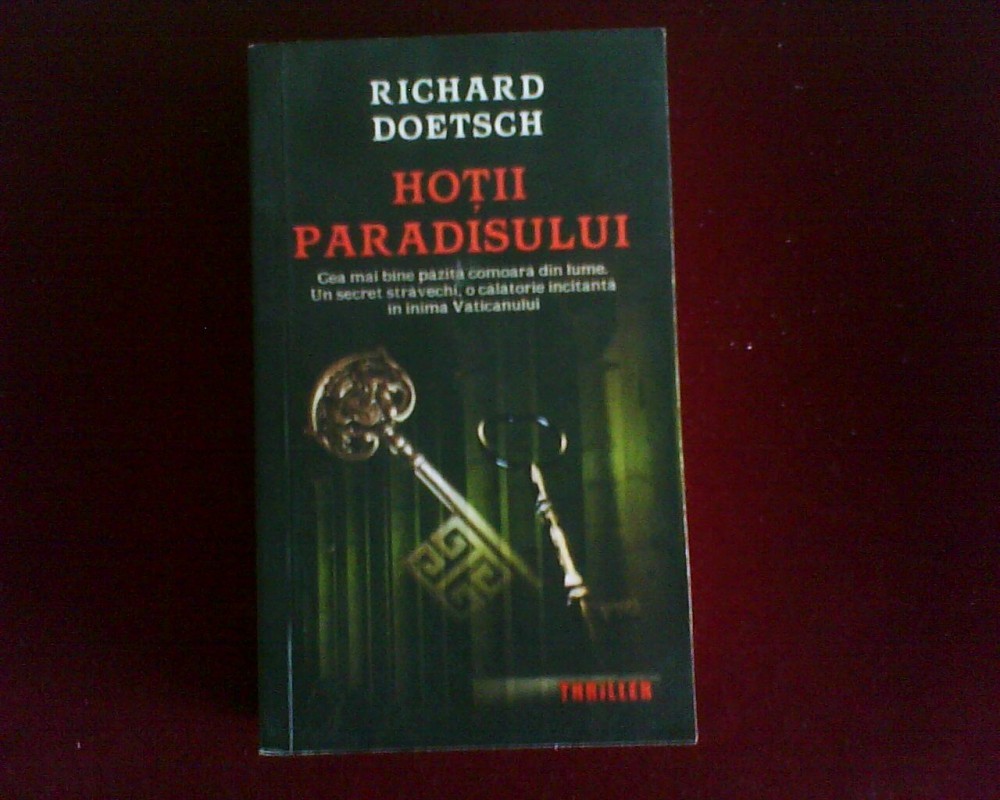 RICHARD
DOETSCH
HOȚII
PARADISULUI
Cea mai bine păzită comoară din lume.
Un secret străvechi, o călătorie incitantă
în inima Vaticanului
THRILLER